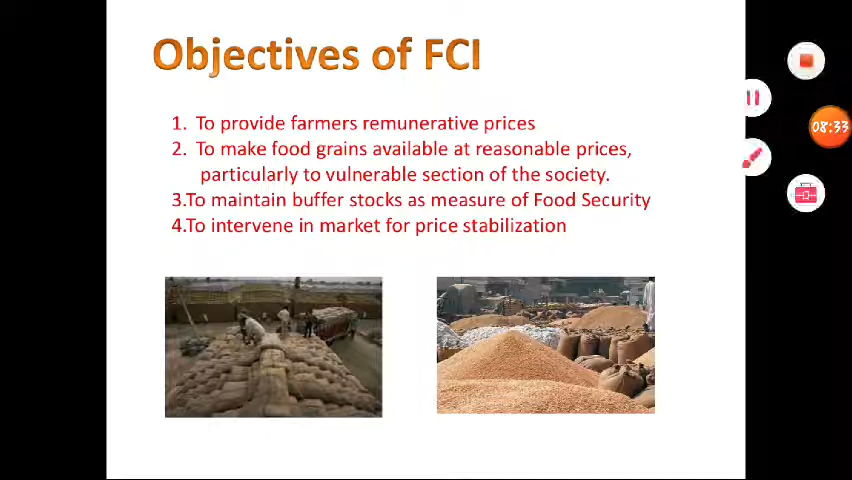 Objectives of FCI
1. To provide farmers remunerative prices
2. To make food grains available at reasonable prices,
particularly to vulnerable section of the society.
3.To maintain buffer stocks as measure of Food Security
4.To intervene in market for price stabilization
08:33